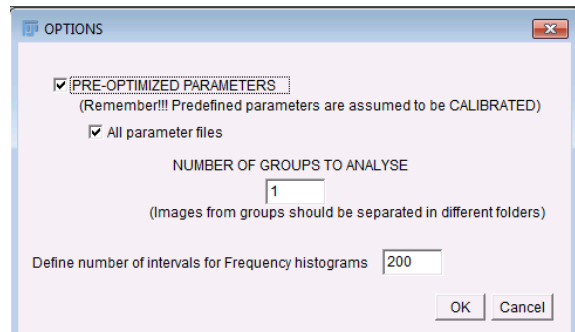 OPTIONS
PRE-OPTIMIZED PARAMETERS
(Remember!!! Predefined parameters are assumed to be CALIBRATED)
All parameter files
NUMBER OF GROUPS TO ANALYSE
1
(Images from groups should be separated in different folders)
Define number of intervals for Frequency histograms 200
OK Cancel